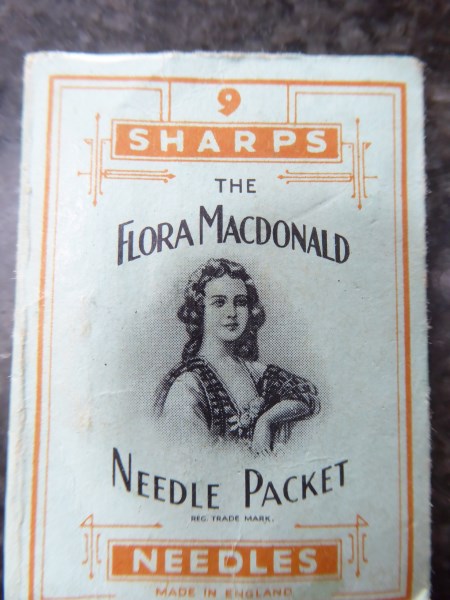 9
SHARPS
THE
FLORA MACDONALD
NEEDLE PACKET
REG. TRADE MARK.
NEEDLES
MADE IN ENGLAND